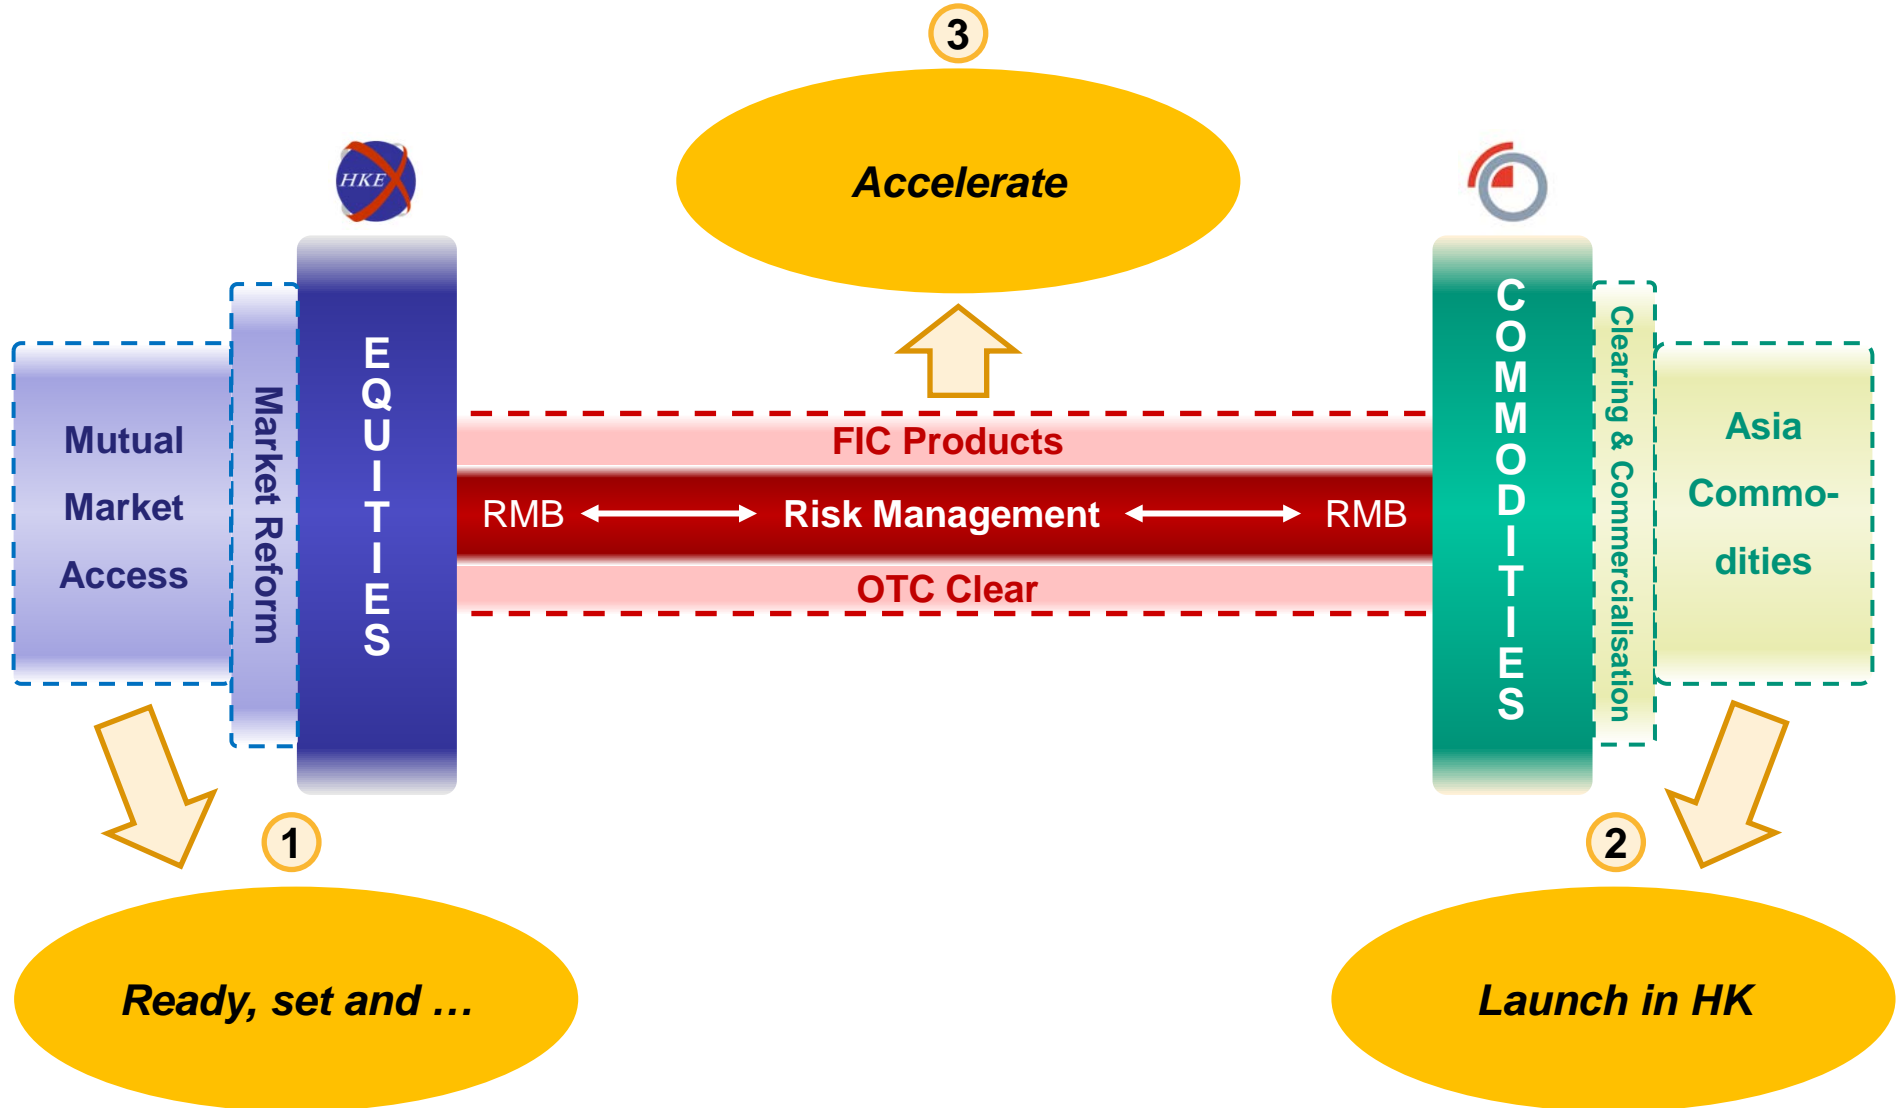 3
Accelerate
HKEX
EQUITIES
COMMODITIES
Mutual
Market
Access
Market Reform
FIC Products
RMB
Risk Management
RMB
OTC Clear
Clearing & Commercialisation
Asia
Commo-
dities
1
Ready, set and …
2
Launch in HK